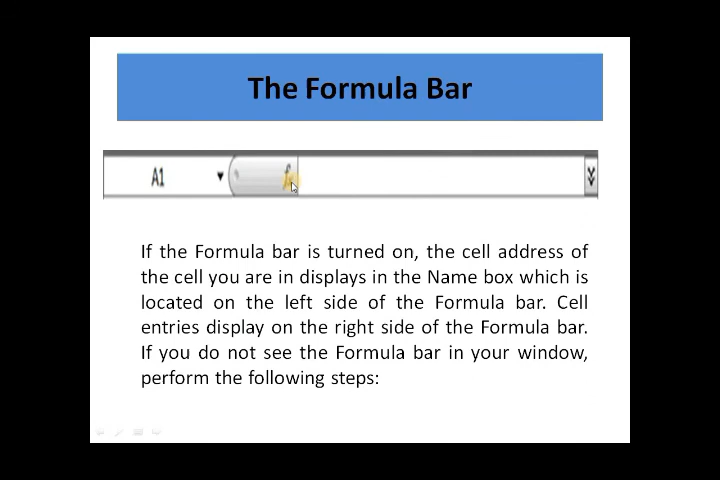 The Formula Bar
A1
If the Formula bar is turned on, the cell address of
the cell you are in displays in the Name box which is
located on the left side of the Formula bar. Cell
entries display on the right side of the Formula bar.
If you do not see the Formula bar in your window,
perform the following steps: